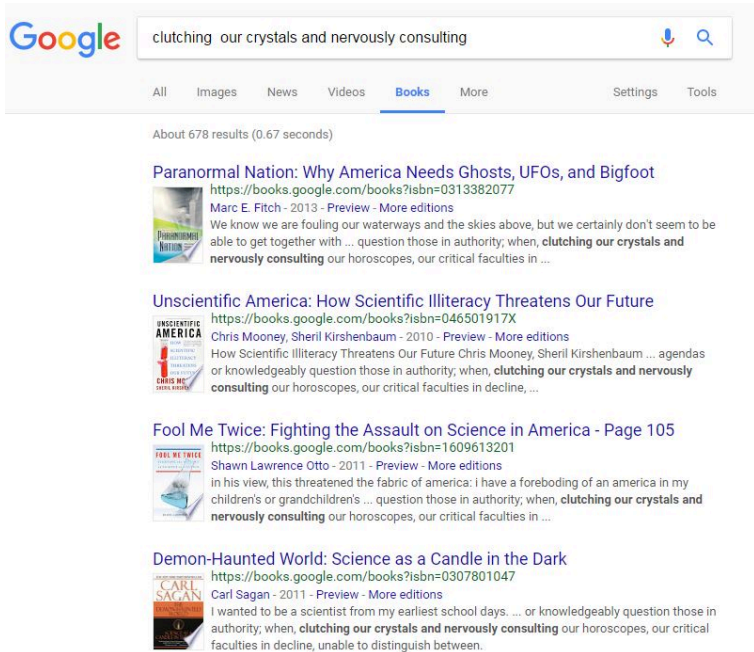 Google
clutching our crystals and nervously consulting
All Images News Videos Books More Settings Tools
About 678 results (0.67 seconds)
Paranormal Nation: Why America Needs Ghosts, UFOs, and Bigfoot
https://books.google.com/books?isbn=0313382077
Marc E. Fitch - 2013 - Preview - More editions
We know we are fouling our waterways and the skies above, but we certainly don't seem to be
able to get together with ... question those in authority; when, clutching our crystals and
nervously consulting our horoscopes, our critical faculties in ...
PARANORMAL
NATION
Unscientific America: How Scientific Illiteracy Threatens Our Future
https://books.google.com/books?isbn=046501917X
Chris Mooney, Sheril Kirshenbaum - 2010 - Preview - More editions
How Scientific Illiteracy Threatens Our Future Chris Mooney, Sheril Kirshenbaum ... agendas
or knowledgeably question those in authority; when, clutching our crystals and nervously
consulting our horoscopes, our critical faculties in decline, ...
UNSCIENTIFIC
AMERICA
Fool Me Twice: Fighting the Assault on Science in America - Page 105
https://books.google.com/books?isbn=1609613201
Shawn Lawrence Otto - 2011 - Preview - More editions
in his view, this threatened the fabric of america: i have a foreboding of an america in my
children's or grandchildren's ... question those in authority; when, clutching our crystals and
nervously consulting our horoscopes, our critical faculties in ...
FOOL ME TWICE
Demon-Haunted World: Science as a Candle in the Dark
https://books.google.com/books?isbn=0307801047
Carl Sagan - 2011 - Preview - More editions
I wanted to be a scientist from my earliest school days. ... or knowledgeably question those in
authority; when, clutching our crystals and nervously consulting our horoscopes, our critical
faculties in decline, unable to distinguish between.
CARL
SAGAN